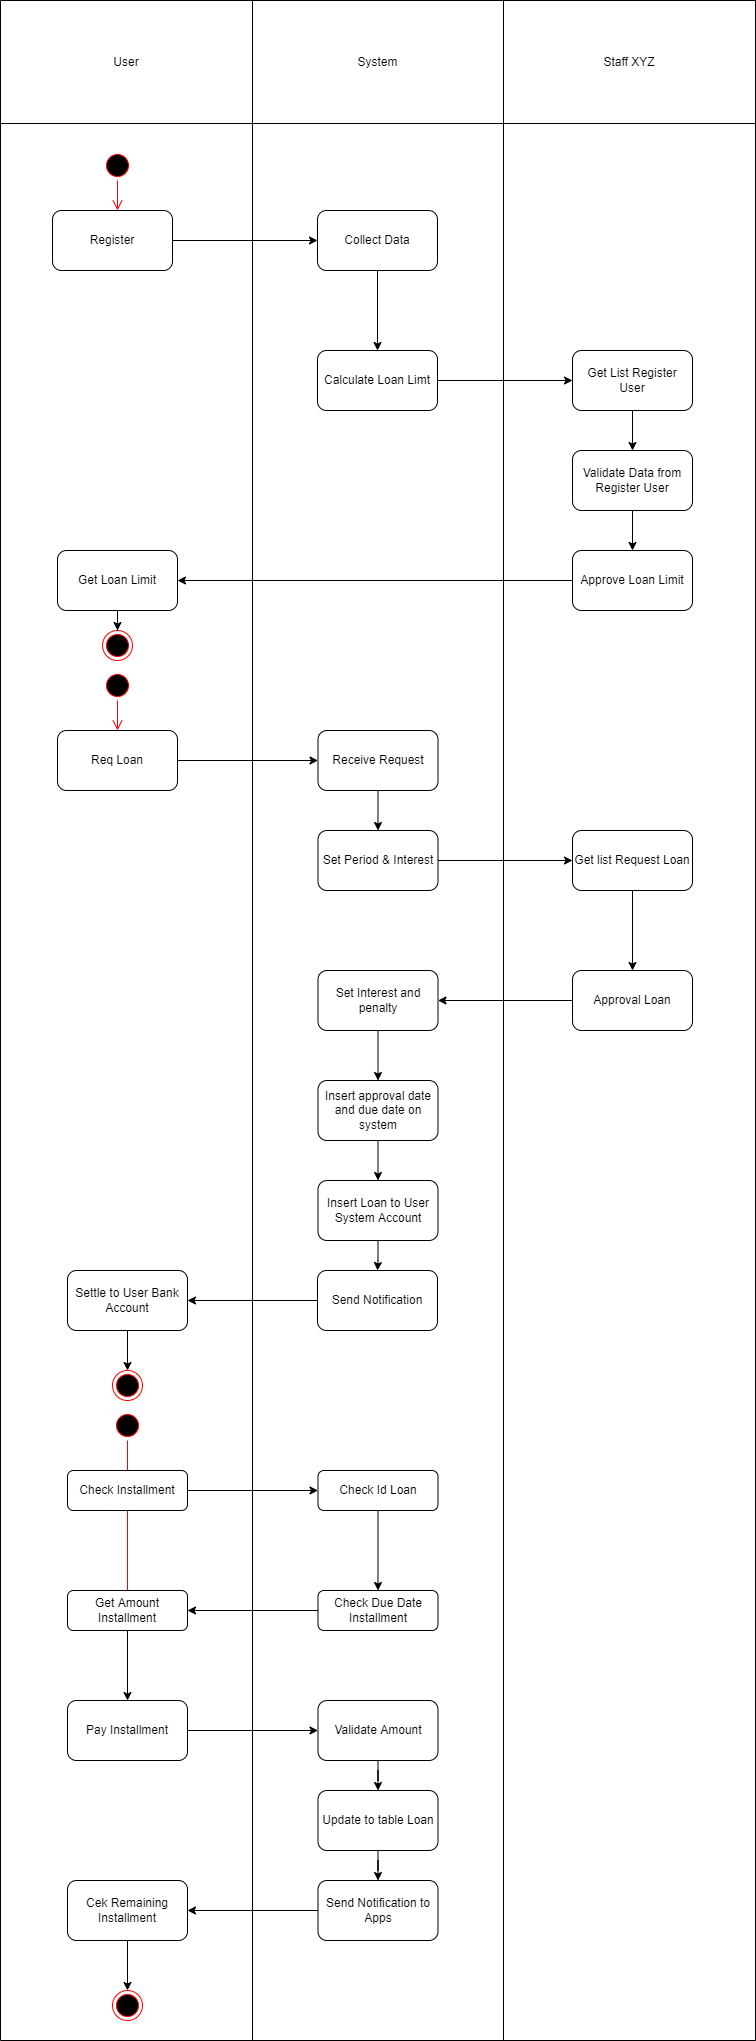 User
System
Staff XYZ
Register
Collect Data
Calculate Loan Limt
Get List Register
User
Validate Data from
Register User
Get Loan Limit
Approve Loan Limit
Req Loan
Receive Request
Set Period & Interest
Get list Request Loan
Set Interest and
penalty
Approval Loan
Insert approval date
and due date on
system
Insert Loan to User
System Account
Settle to User Bank
Account
Send Notification
Check Installment
Check Id Loan
Get Amount
Installment
Check Due Date
Installment
Pay Installment
Validate Amount
Update to table Loan
Cek Remaining
Installment
Send Notification to
Apps